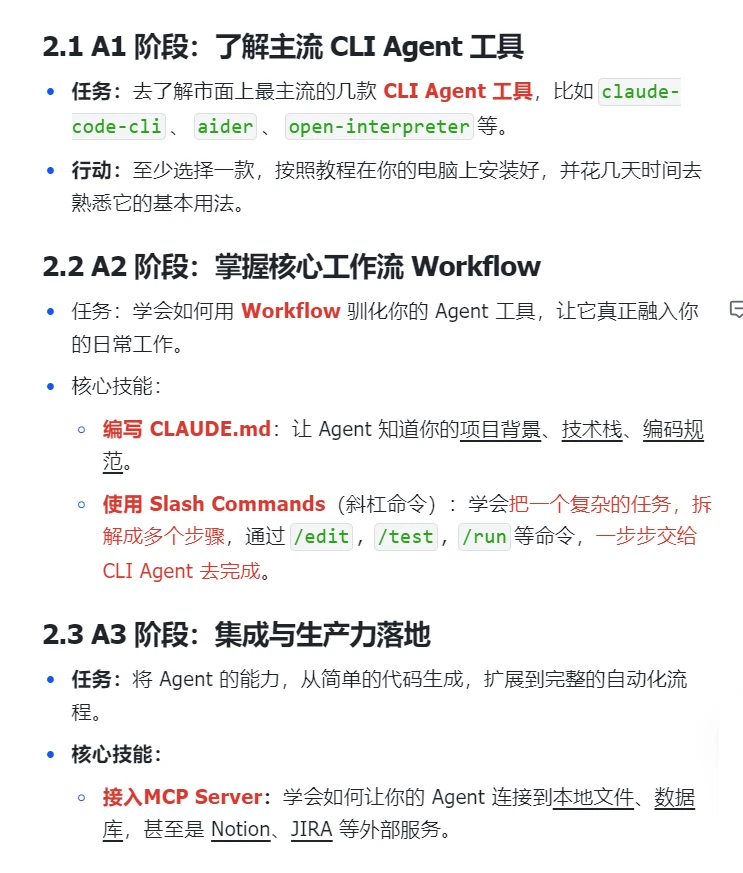 2.1 A1 阶段：了解主流 CLI Agent 工具
任务：去了解市面上最主流的几款 CLI Agent 工具，比如 claude-
code-cli 、 aider 、 open-interpreter 等。
行动：至少选择一款，按照教程在你的电脑上安装好，并花几天时间去
熟悉它的基本用法。
2.2 A2 阶段：掌握核心工作流 Workflow
任务：学会如何用 Workflow 驯化你的 Agent 工具，让它真正融入你
的日常工作。
核心技能：
编写 CLAUDE.md：让 Agent 知道你的项目背景、技术栈、编码规
范。
使用 Slash Commands（斜杠命令）：学会把一个复杂的任务，拆
解成多个步骤，通过 /edit ，/test ，/run 等命令，一步步交给
CLI Agent 去完成。
2.3 A3 阶段：集成与生产力落地
任务：将 Agent 的能力，从简单的代码生成，扩展到完整的自动化流
程。
核心技能：
接入MCP Server：学会如何让你的 Agent 连接到本地文件、数据
库，甚至是 Notion、JIRA 等外部服务。